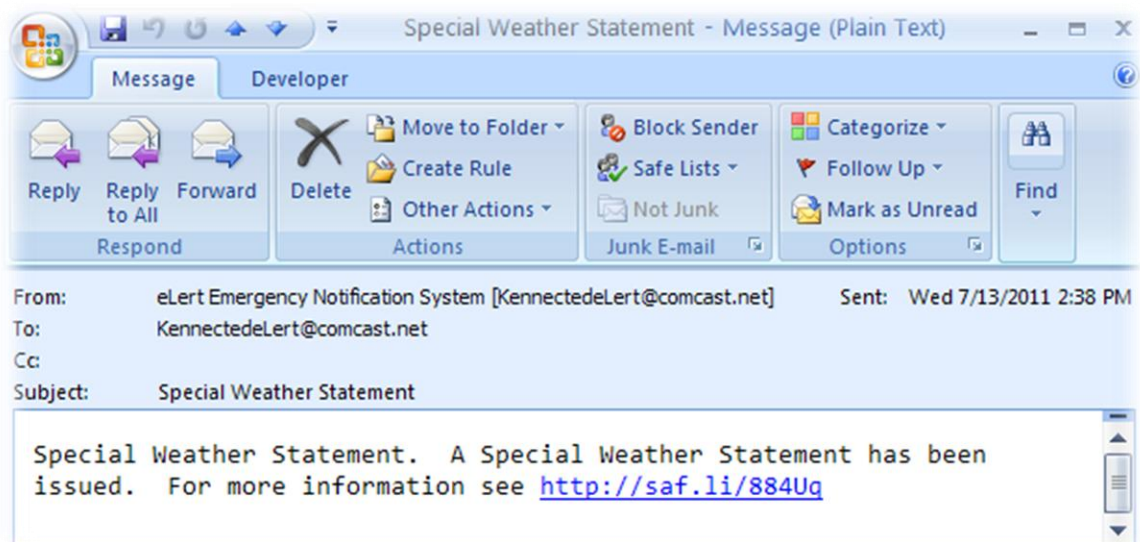 Special Weather Statement - Message (Plain Text)
Message Developer
Reply
Reply to All
Forward
Respond
Delete
Move to Folder
Create Rule
Other Actions
Actions
Block Sender
Safe Lists
Not Junk
Junk E-mail
Categorize
Follow Up
Mark as Unread
Options
Find
From: eLert Emergency Notification System [KennectedeLert@comcast.net] Sent: Wed 7/13/2011 2:38 PM
To: KennectedeLert@comcast.net
Cc:
Subject: Special Weather Statement
Special Weather Statement.  A Special Weather Statement has been
issued.  For more information see http://saf.li/884Uq